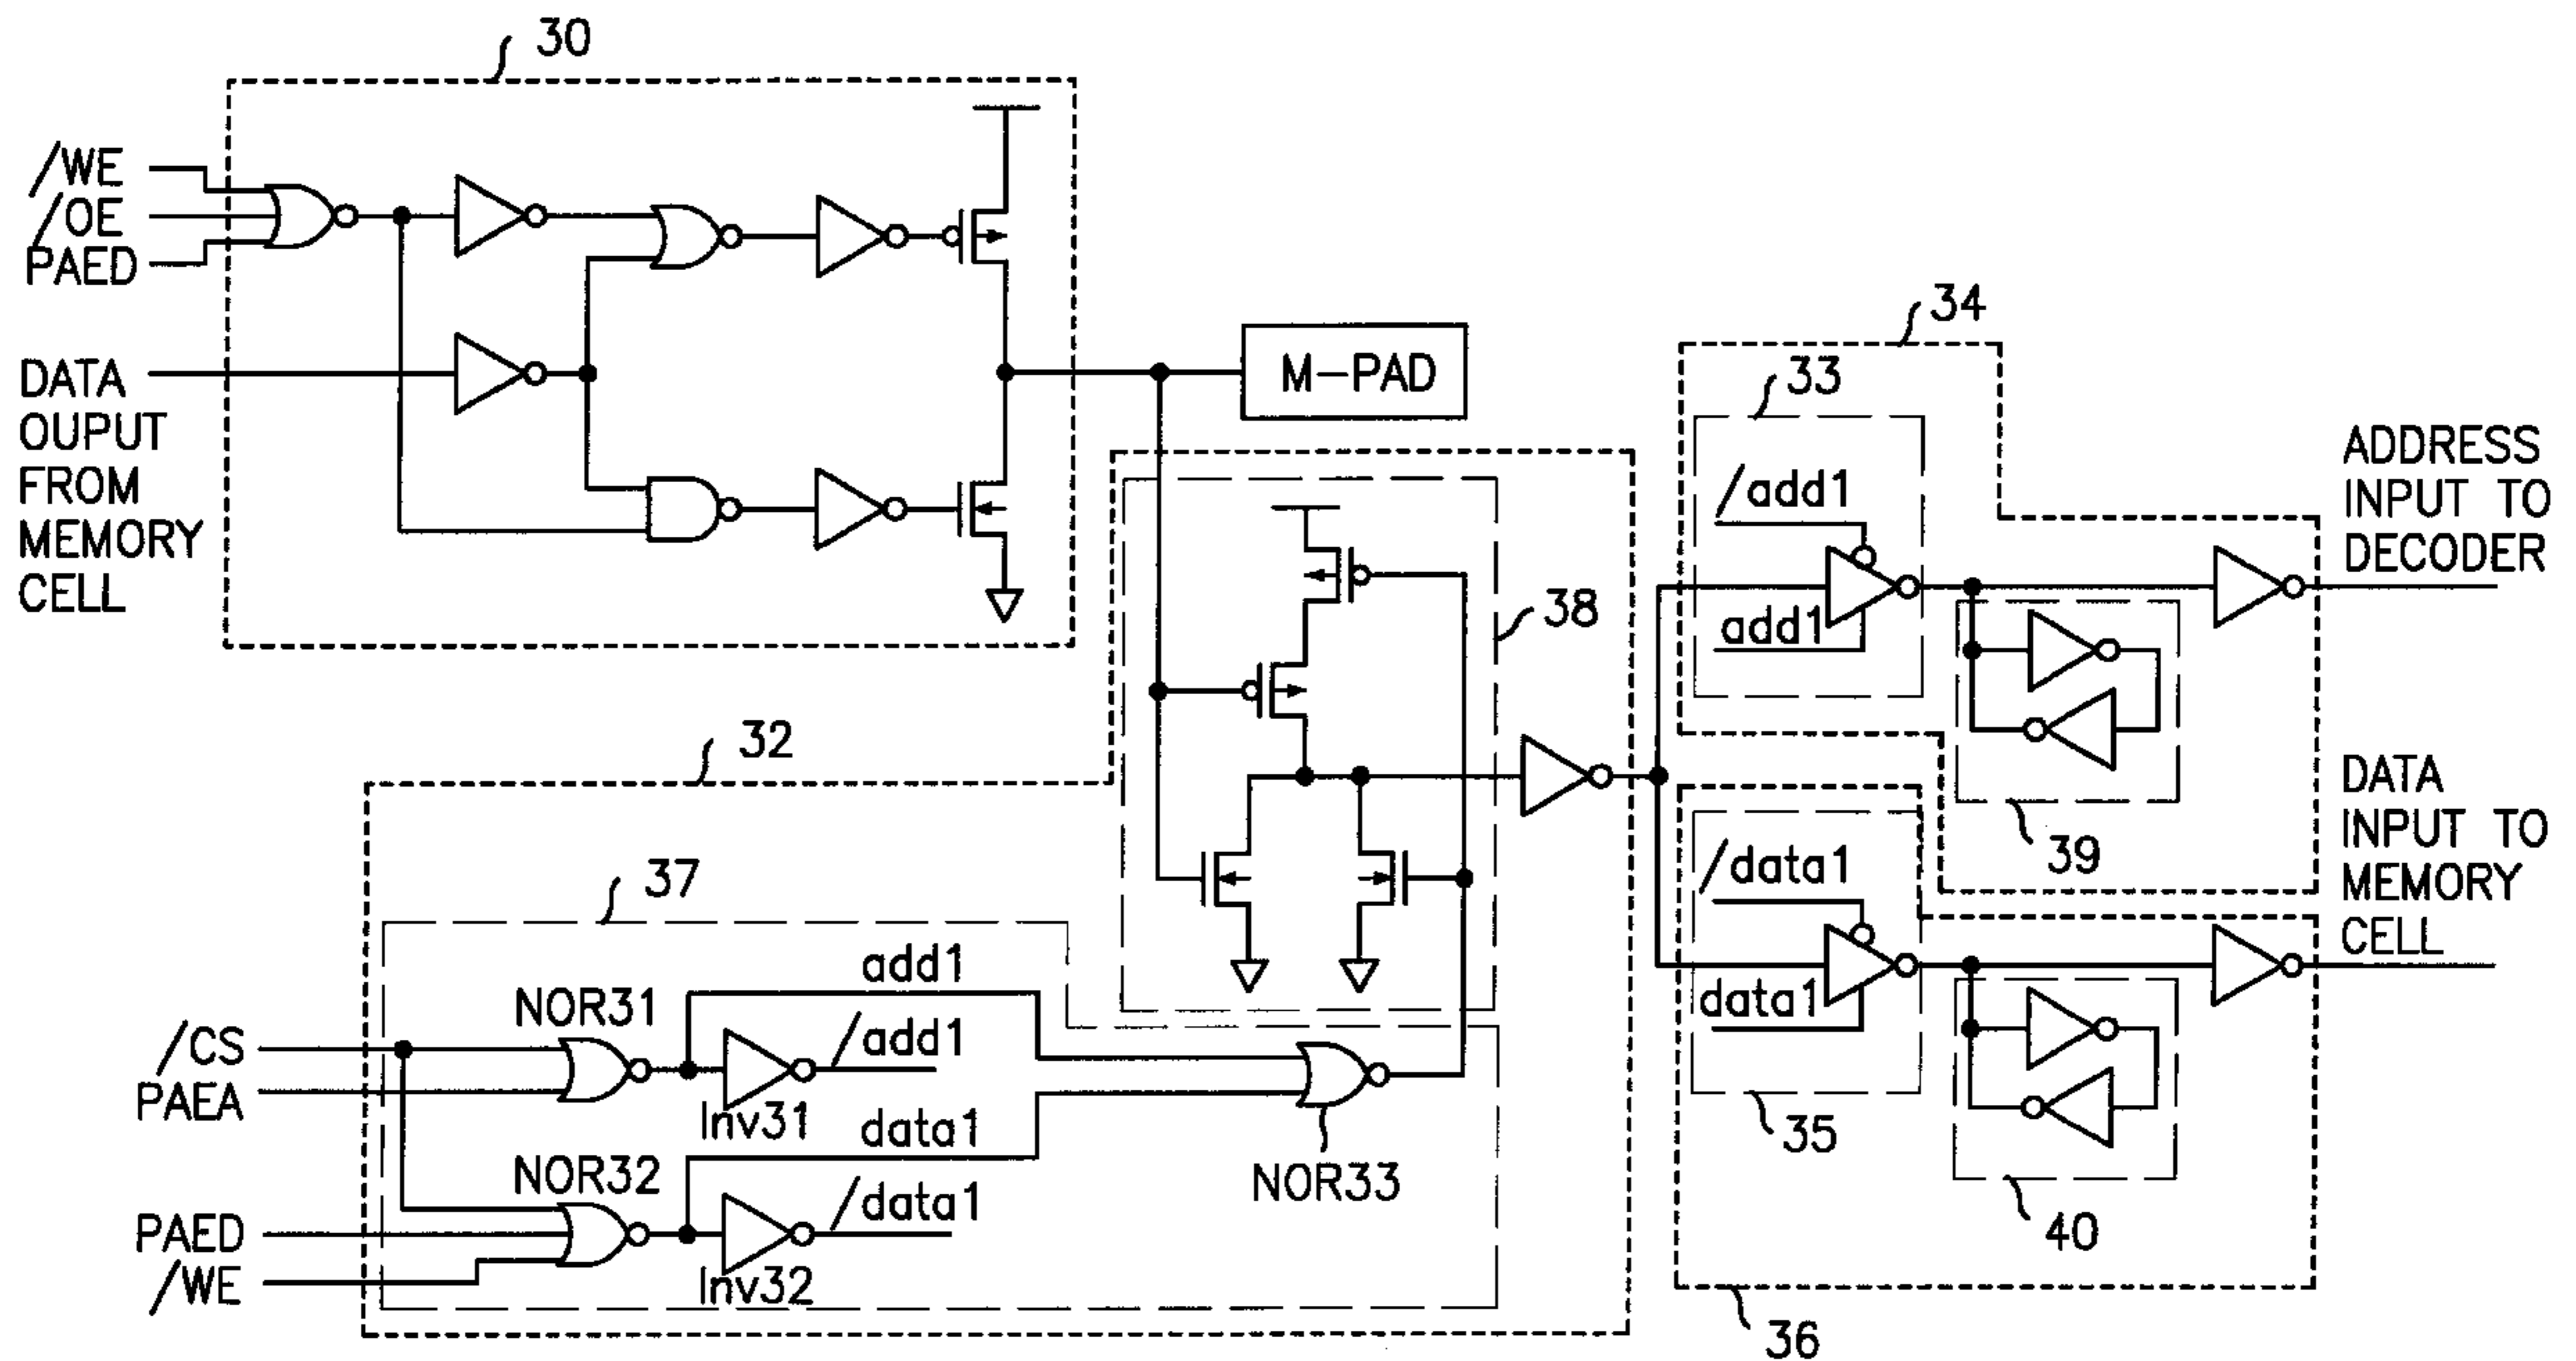 30
/WE
/OE
PAED
DATA
OUPUT
FROM
MEMORY
CELL
M-PAD
34
33
/add1
add1
ADDRESS
INPUT TO
DECODER
38
39
32
DATA
INPUT TO
MEMORY
CELL
/data1
data1
35
40
36
37
add1
NOR31
/add1
/CS
PAEA
Inv31
data1
NOR32
/data1
NOR33
PAED
/WE
Inv32